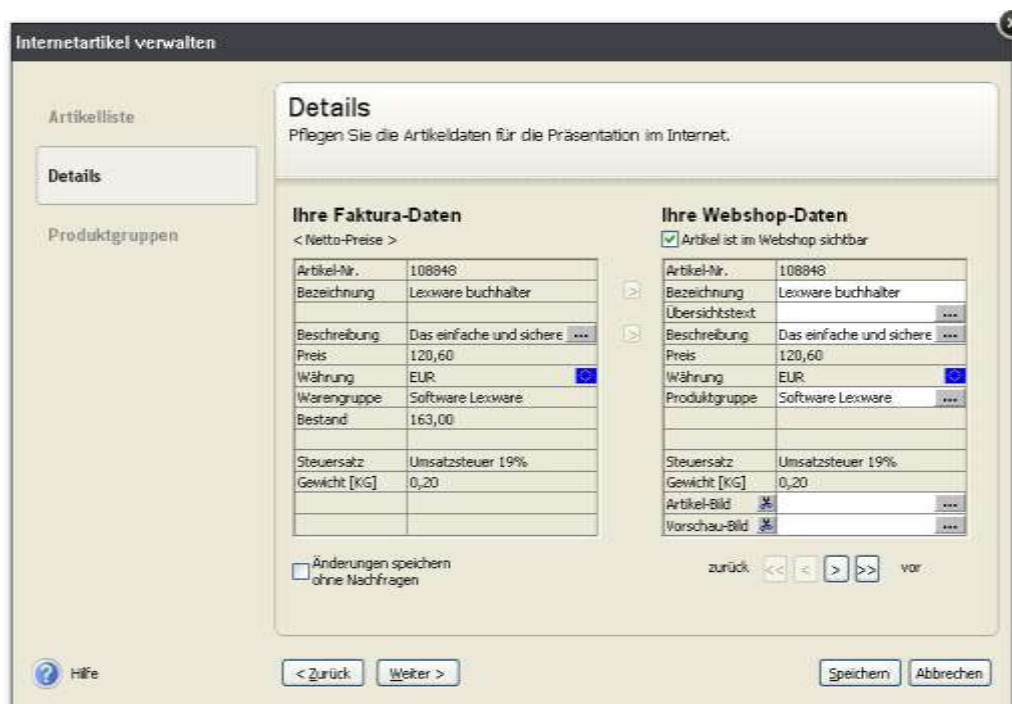 Internetartikel verwalten
Artikelliste
Details
Produktgruppen
Details
Pflegen Sie die Artikeldaten für die Präsentation im Internet.
Ihre Faktura-Daten
< Netto-Preise >
Artikel-Nr. 108848
Bezeichnung Lexware buchhalter
Beschreibung Das einfache und sichere ...
Preis 120,60
Währung EUR
Warengruppe Software Lexware
Bestand 163,00
Steuersatz Umsatzsteuer 19%
Gewicht [KG] 0,20
Änderungen speichern
ohne Nachfragen
>
>
Ihre Webshop-Daten
Artikel ist im Webshop sichtbar
Artikel-Nr. 108848
Bezeichnung Lexware buchhalter
Übersichtstext ...
Beschreibung Das einfache und sichere ...
Preis 120,60
Währung EUR
Produktgruppe Software Lexware ...
Steuersatz Umsatzsteuer 19%
Gewicht [KG] 0,20
Artikel-Bild ...
Vorschau-Bild ...
zurück << < > >> vor
Hilfe
< Zurück Weiter > Speichern Abbrechen